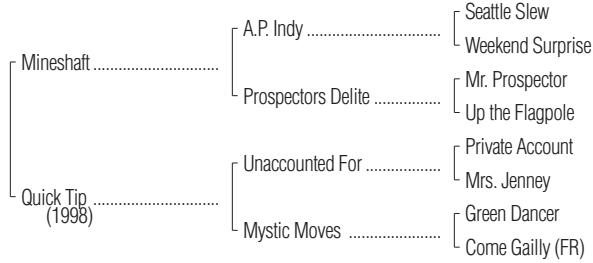 Seattle Slew
A.P. Indy ..............................
Weekend Surprise
Mineshaft ............................
Mr. Prospector
Prospectors Delite ...............
Up the Flagpole
Private Account
Unaccounted For .................
Mrs. Jenney
Quick Tip ............................
(1998)
Green Dancer
Mystic Moves .....................
Come Gailly (FR)